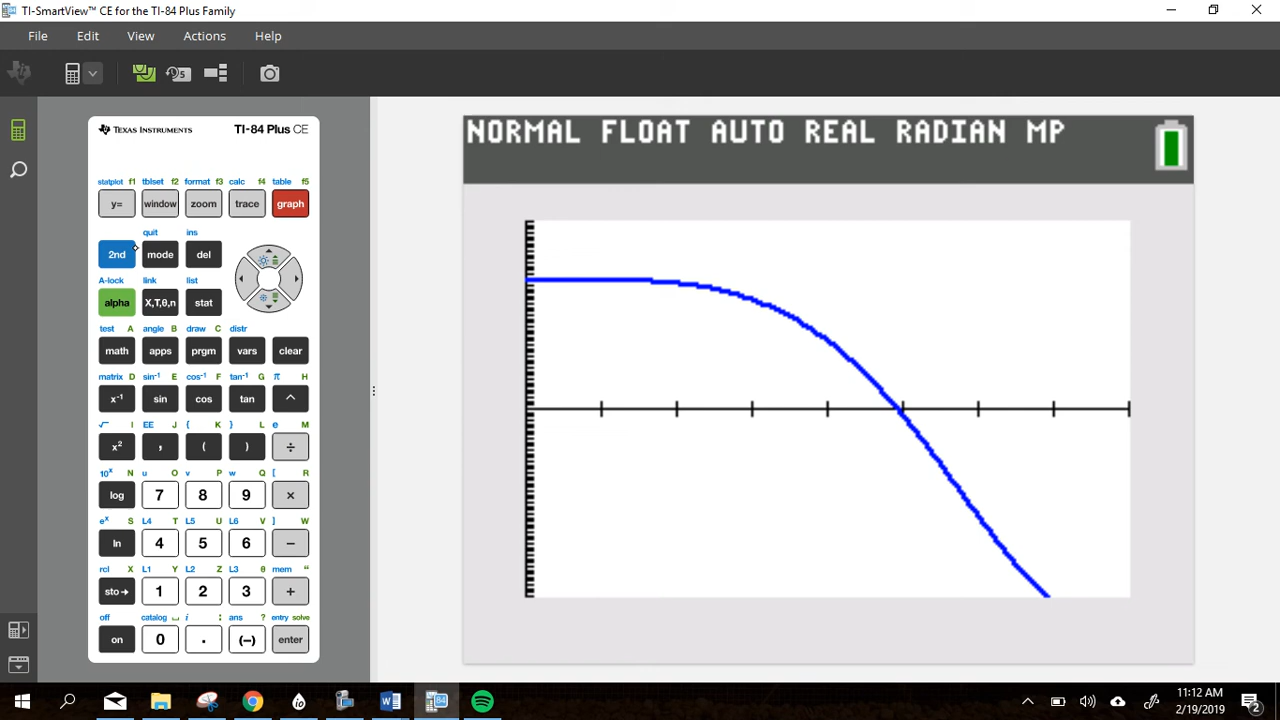 TI-SmartView™ CE for the TI-84 Plus Family
File Edit View Actions Help
TEXAS INSTRUMENTS TI-84 Plus CE
NORMAL FLOAT AUTO REAL RADIAN MP
statplot f1 tblset f2 format f3 calc f4 table f5
y= window zoom trace graph
quit ins
2nd mode del
A-lock link list
alpha X,T,θ,n stat
test A angle B draw C distr
math apps prgm vars clear
matrix D sin⁻¹ E cos⁻¹ F tan⁻¹ G π H
x⁻¹ sin cos tan ^
√ I EE J { K } L e M
x² , ( ) ÷
10ˣ N u O v P w Q [ R
log 7 8 9 ×
eˣ S L4 T L5 U L6 V ] W
ln 4 5 6 −
rcl X L1 Y L2 Z L3 θ mem "
sto→ 1 2 3 +
off catalog ⎵ i : ans ? entry solve
on 0 . (−) enter
11:12 AM
2/19/2019
2